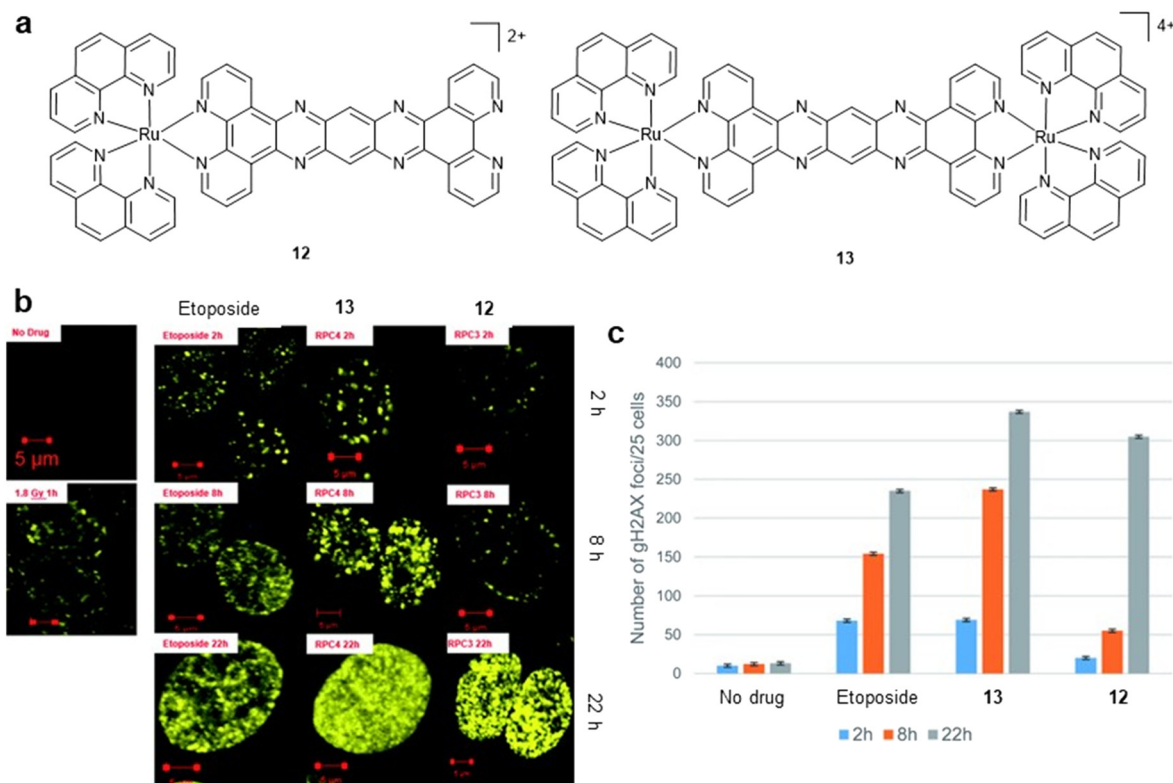 a
2+
4+
N
N
N
N
Ru
N
N
N
N
N
N
N
N
12
N
N
N
N
Ru
N
N
N
N
N
N
N
N
Ru
N
N
N
N
13
b
Etoposide
13
12
No Drug
Etoposide 2h
RPC4 2h
RPC3 2h
2 h
5 µm
5 µm
1.8 Gy 1h
Etoposide 8h
RPC4 8h
RPC3 8h
8 h
Etoposide 22h
RPC4 22h
RPC3 22h
22 h
c
Number of gH2AX foci/25 cells
400
350
300
250
200
150
100
50
0
No drug
Etoposide
13
12
2h
8h
22h